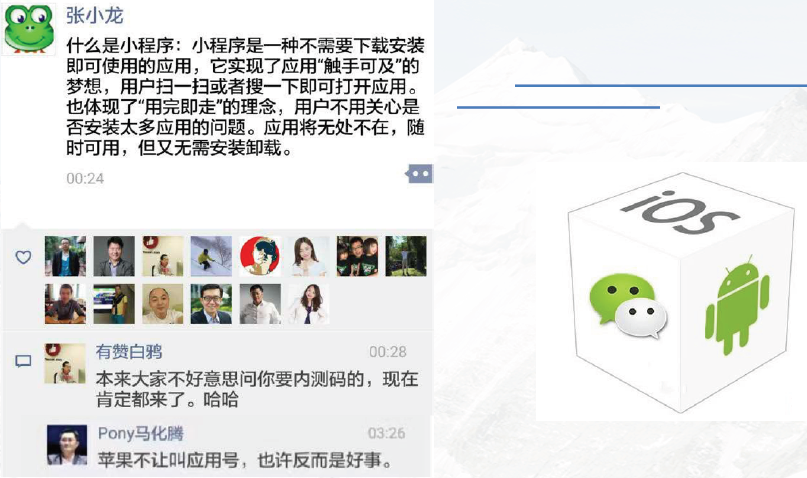 张小龙
什么是小程序：小程序是一种不需要下载安装
即可使用的应用，它实现了应用“触手可及”的
梦想，用户扫一扫或者搜一下即可打开应用。
也体现了“用完即走”的理念，用户不用关心是
否安装太多应用的问题。应用将无处不在，随
时可用，但又无需安装卸载。
00:24
有赞白鸦 00:28
本来大家不好意思问你要内测码的，现在
肯定都来了。哈哈
Pony马化腾 03:26
苹果不让叫应用号，也许反而是好事。
iOS